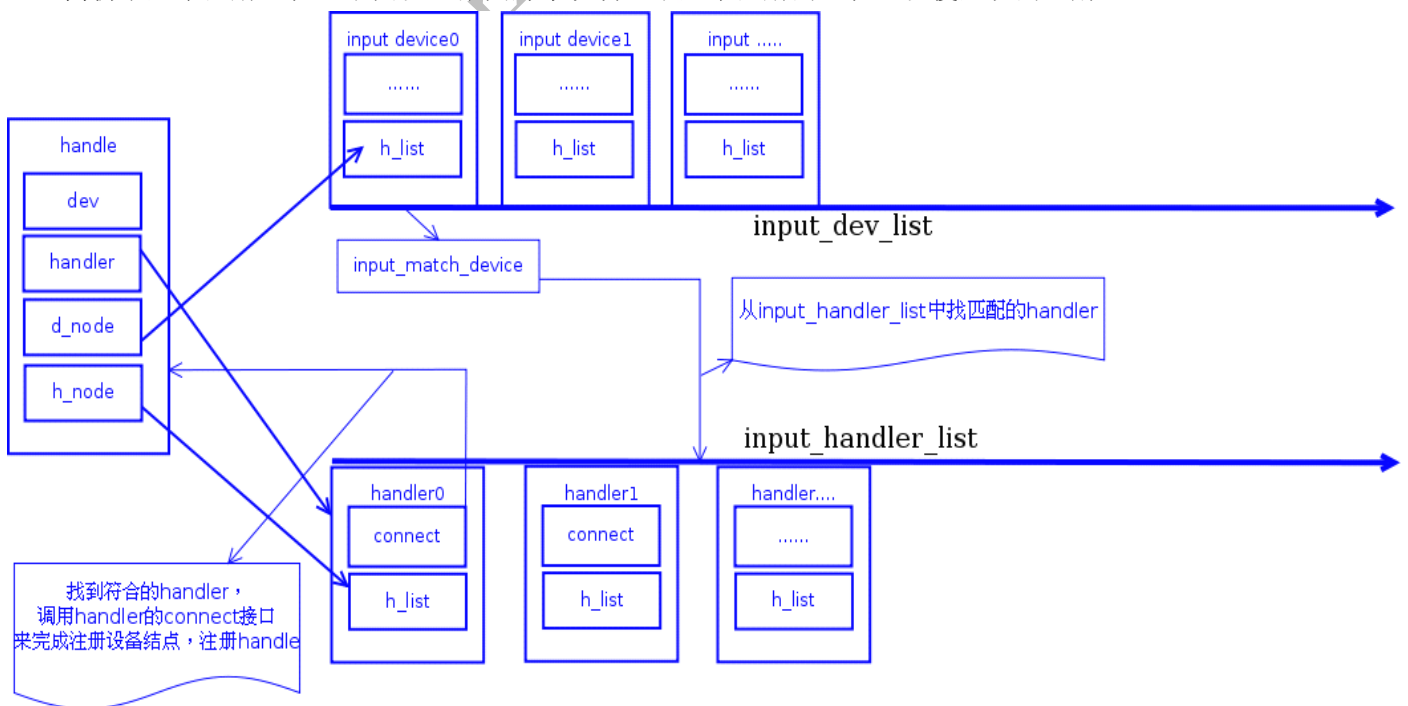 input device0
......
h_list
input device1
......
h_list
input .....
......
h_list
input_dev_list
handle
dev
handler
d_node
h_node
input_match_device
从input_handler_list中找匹配的handler
input_handler_list
handler0
connect
h_list
handler1
connect
h_list
handler....
......
h_list
找到符合的handler，
调用handler的connect接口
来完成注册设备结点，注册handle